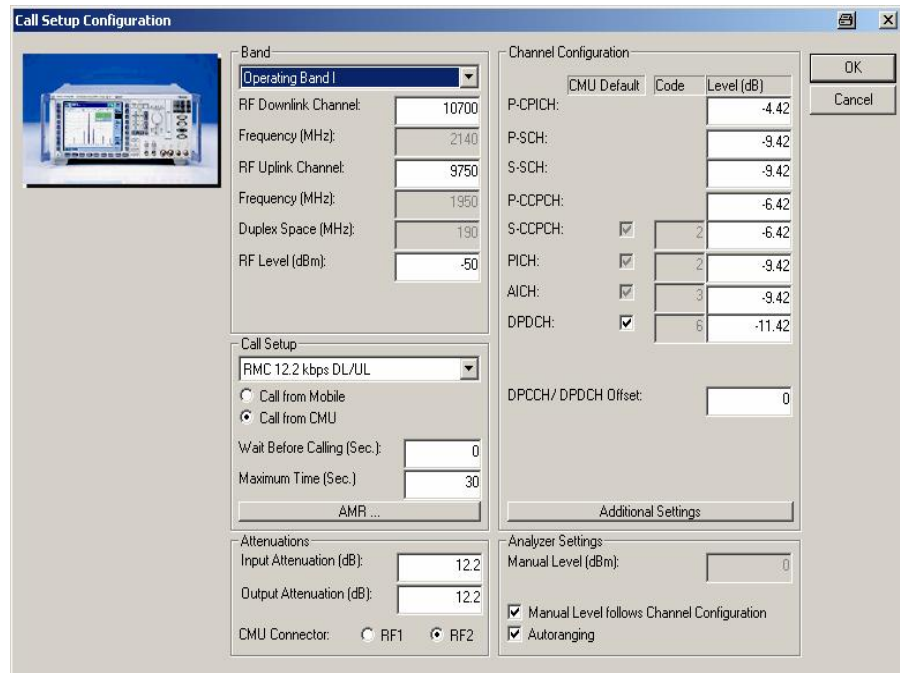 Call Setup Configuration
Band
Operating Band I
RF Downlink Channel: 10700
Frequency (MHz): 2140
RF Uplink Channel: 9750
Frequency (MHz): 1950
Duplex Space (MHz): 190
RF Level (dBm): -50
Call Setup
RMC 12.2 kbps DL/UL
Call from Mobile
Call from CMU
Wait Before Calling (Sec.): 0
Maximum Time (Sec.) 30
AMR ...
Attenuations
Input Attenuation (dB): 12.2
Output Attenuation (dB): 12.2
CMU Connector: RF1 RF2
Channel Configuration
CMU Default Code Level (dB)
P-CPICH: -4.42
P-SCH: -9.42
S-SCH: -9.42
P-CCPCH: -6.42
S-CCPCH: 2 -6.42
PICH: 2 -9.42
AICH: 3 -9.42
DPDCH: 6 -11.42
DPCCH/ DPDCH Offset: 0
Additional Settings
Analyzer Settings
Manual Level (dBm): 0
Manual Level follows Channel Configuration
Autoranging
OK
Cancel